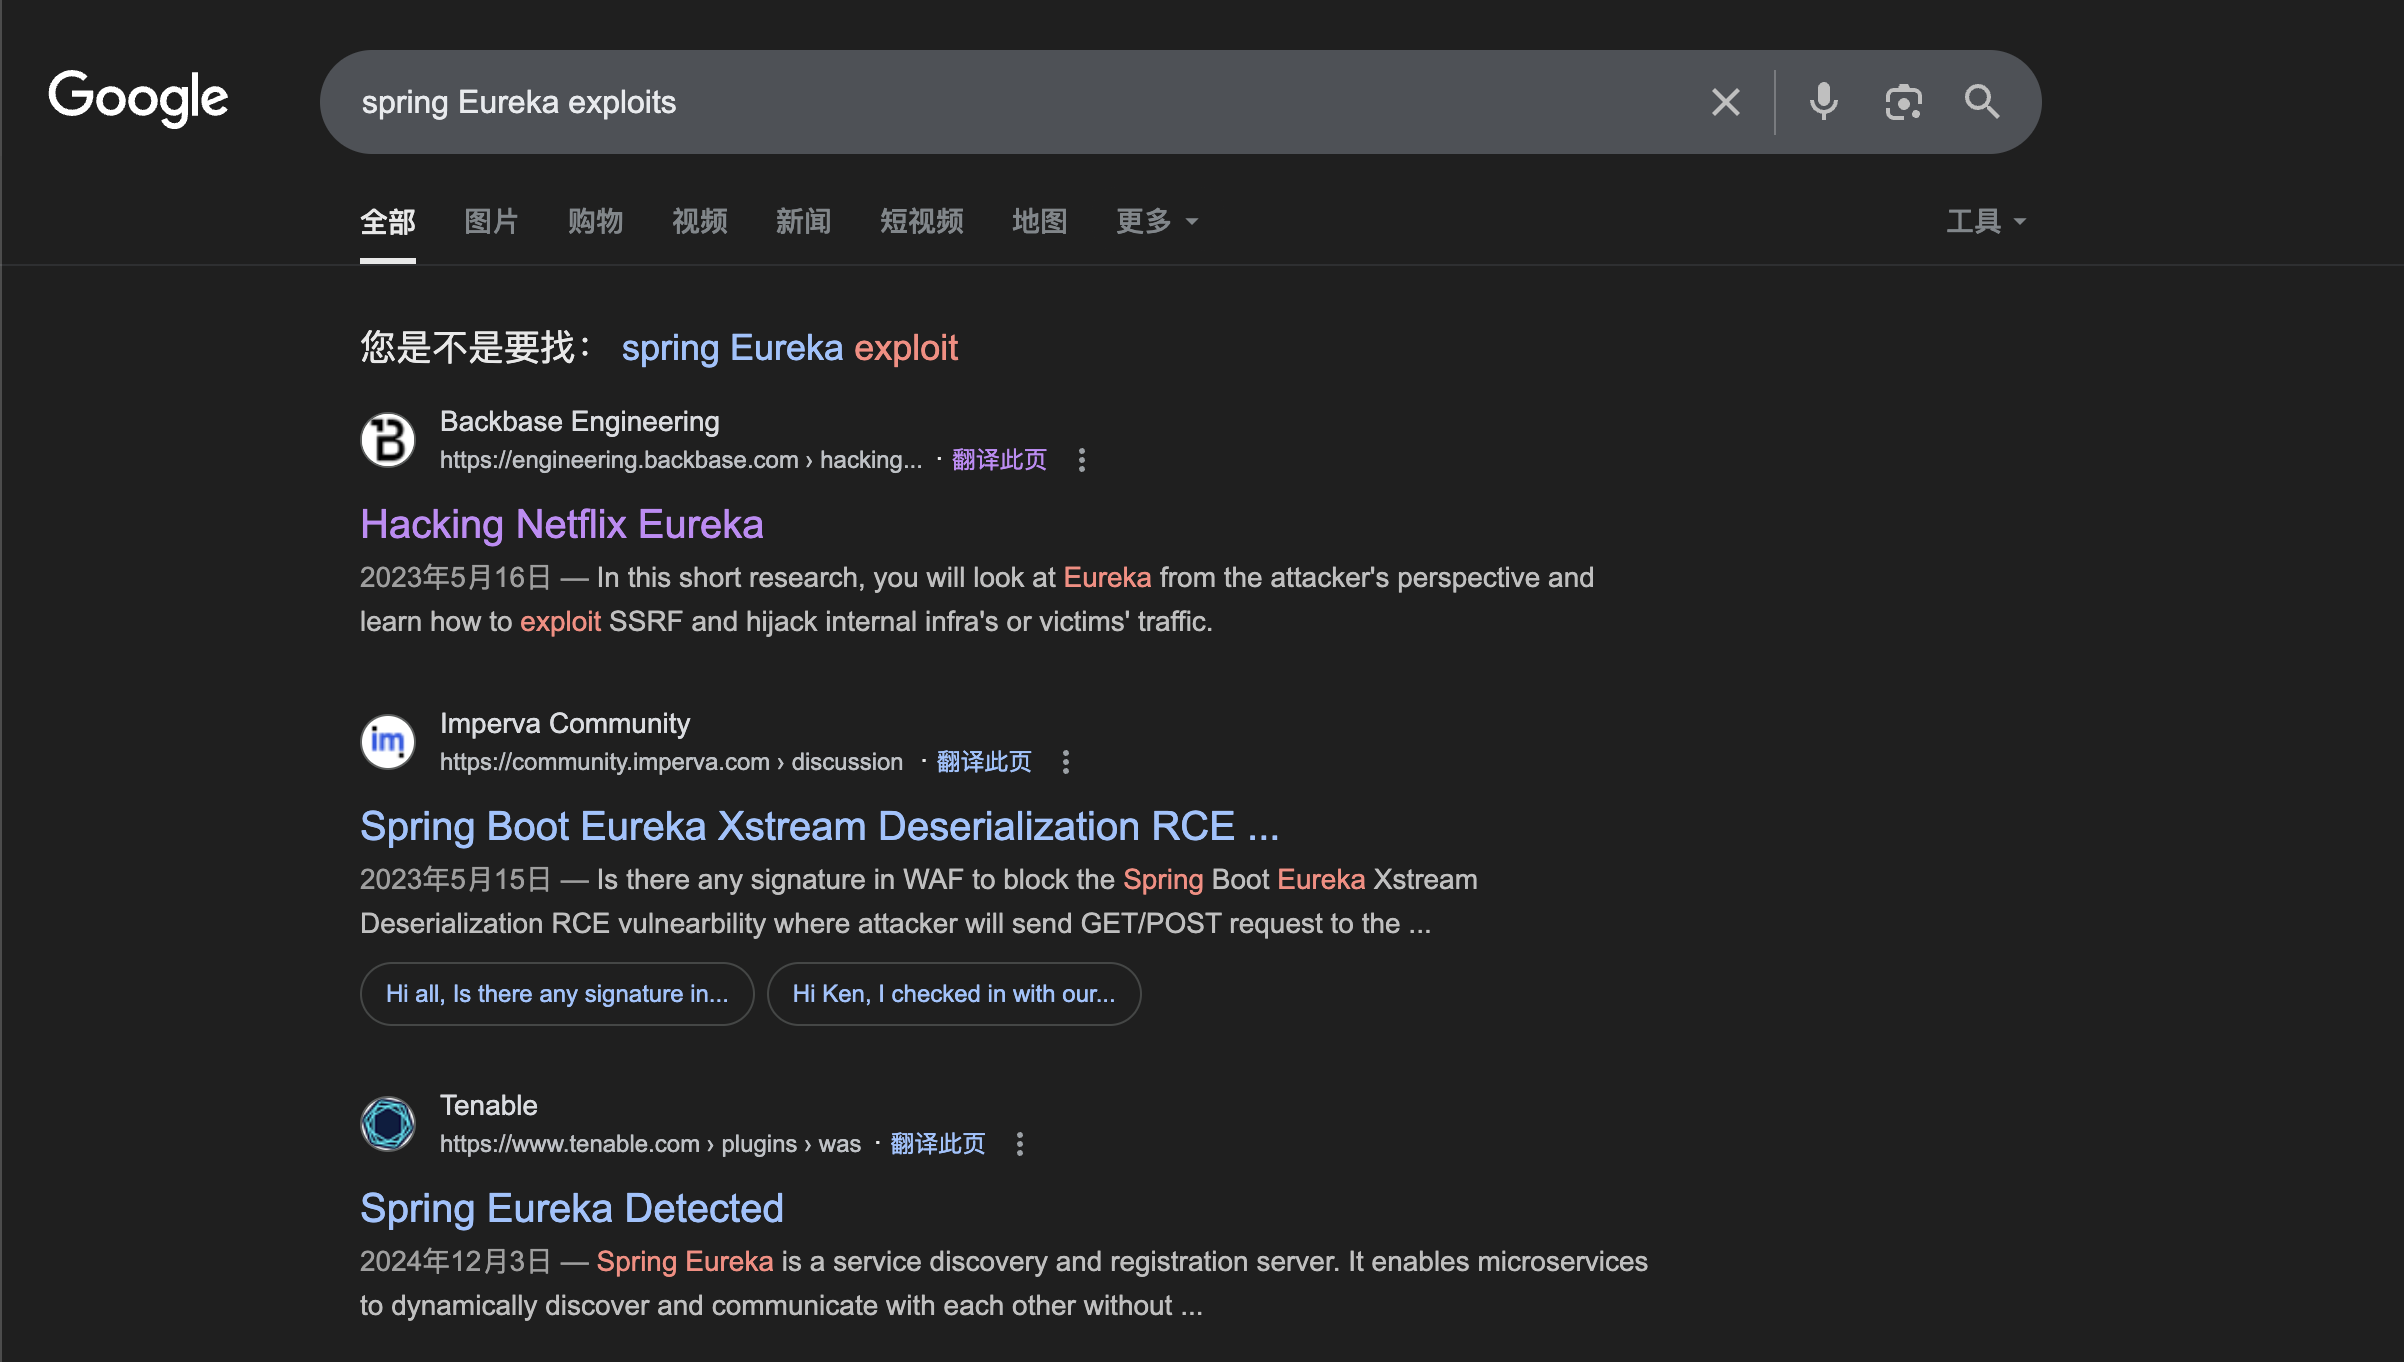 Google
spring Eureka exploits
全部 图片 购物 视频 新闻 短视频 地图 更多 工具
您是不是要找： spring Eureka exploit
Backbase Engineering
https://engineering.backbase.com › hacking... · 翻译此页
Hacking Netflix Eureka
2023年5月16日 — In this short research, you will look at Eureka from the attacker's perspective and
learn how to exploit SSRF and hijack internal infra's or victims' traffic.
Imperva Community
https://community.imperva.com › discussion · 翻译此页
Spring Boot Eureka Xstream Deserialization RCE ...
2023年5月15日 — Is there any signature in WAF to block the Spring Boot Eureka Xstream
Deserialization RCE vulnearbility where attacker will send GET/POST request to the ...
Hi all, Is there any signature in... Hi Ken, I checked in with our...
Tenable
https://www.tenable.com › plugins › was · 翻译此页
Spring Eureka Detected
2024年12月3日 — Spring Eureka is a service discovery and registration server. It enables microservices
to dynamically discover and communicate with each other without ...